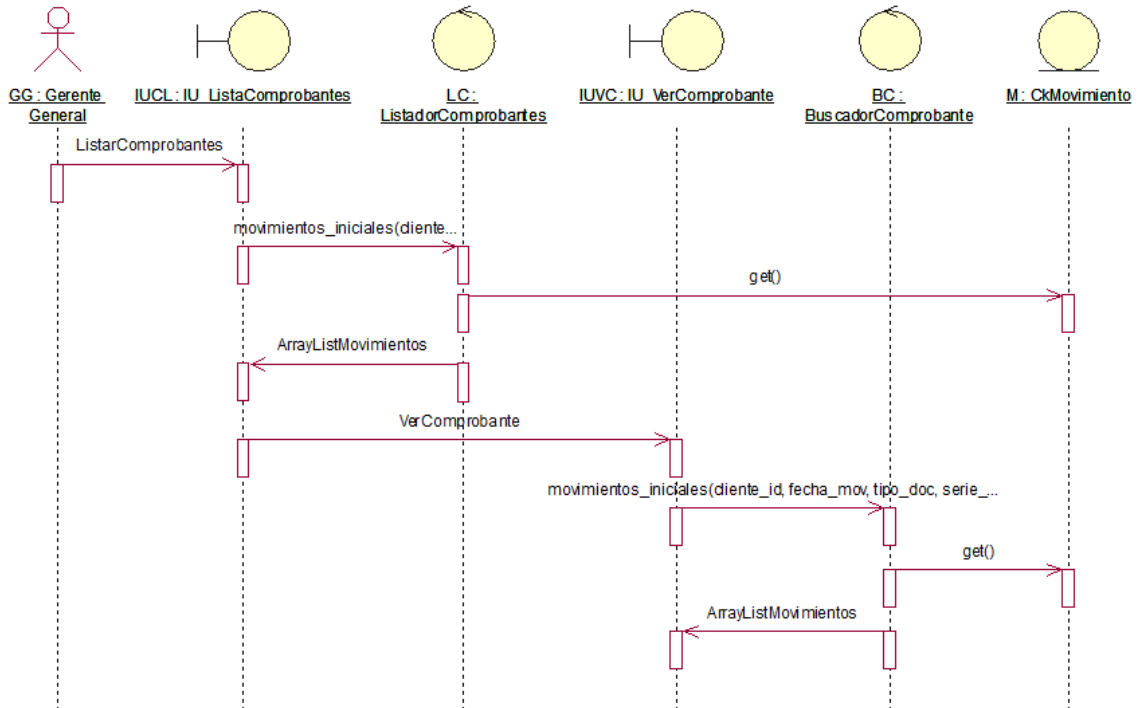 GG : Gerente General
IUCL : IU_ListaComprobantes
LC : ListadorComprobantes
IUVC : IU_VerComprobante
BC : BuscadorComprobante
M : CkMovimiento
ListarComprobantes
movimientos_iniciales(cliente...
get()
ArrayListMovimientos
VerComprobante
movimientos_iniciales(cliente_id, fecha_mov, tipo_doc, serie_...
get()
ArrayListMovimientos